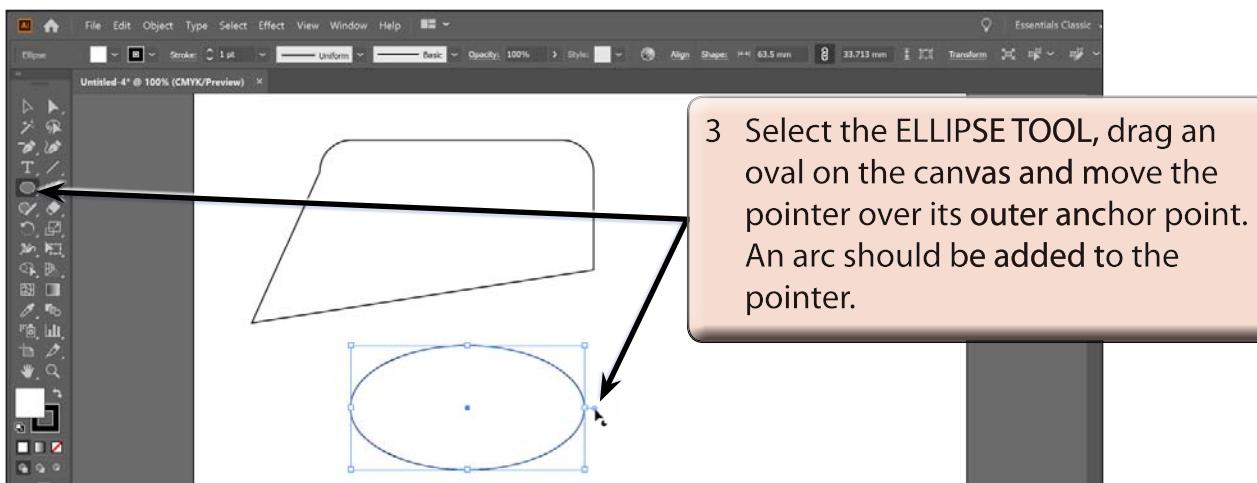 Ai File Edit Object Type Select Effect View Window Help Essentials Classic
Ellipse Stroke: 1 pt Uniform Basic Opacity: 100% Style: Align Shape: 63.5 mm 33.713 mm Transform
Untitled-4* @ 100% (CMYK/Preview) ×
3 Select the ELLIPSE TOOL, drag an
oval on the canvas and move the
pointer over its outer anchor point.
An arc should be added to the
pointer.